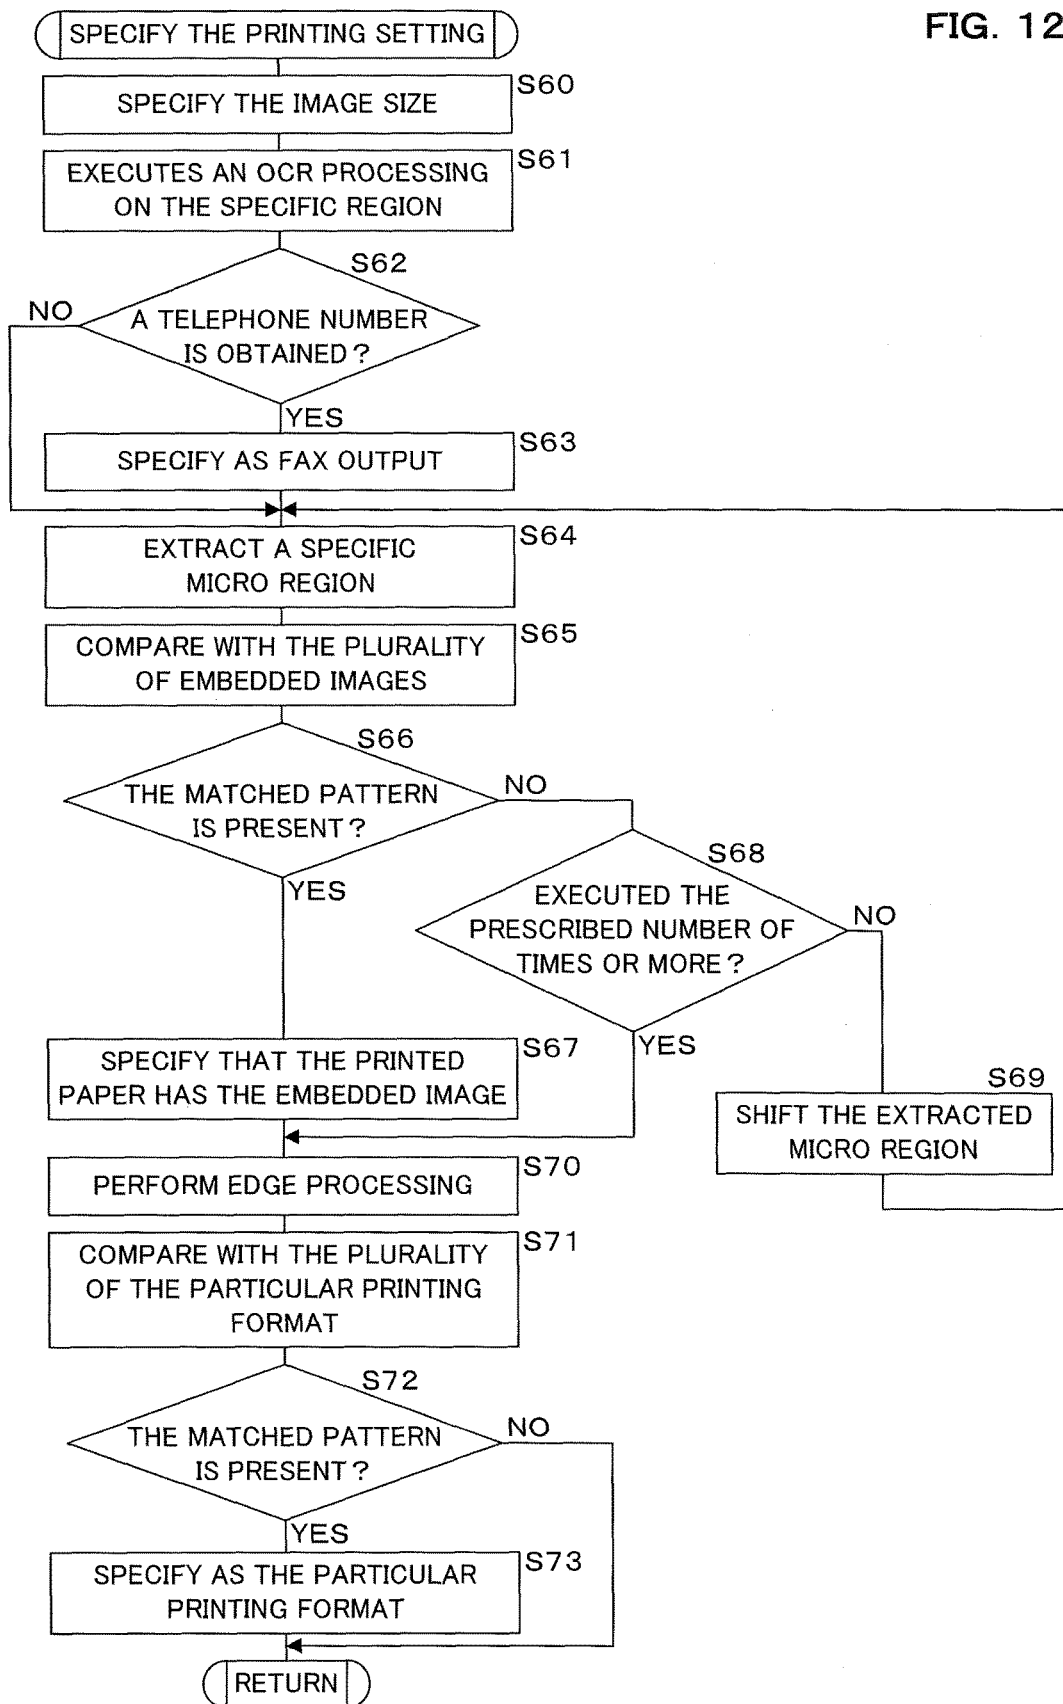 FIG. 12
SPECIFY THE PRINTING SETTING
S60
SPECIFY THE IMAGE SIZE
S61
EXECUTES AN OCR PROCESSING
ON THE SPECIFIC REGION
S62
NO
A TELEPHONE NUMBER
IS OBTAINED?
YES
S63
SPECIFY AS FAX OUTPUT
S64
EXTRACT A SPECIFIC
MICRO REGION
S65
COMPARE WITH THE PLURALITY
OF EMBEDDED IMAGES
S66
THE MATCHED PATTERN
IS PRESENT?
NO
YES
S68
EXECUTED THE
PRESCRIBED NUMBER OF
TIMES OR MORE?
NO
YES
S67
SPECIFY THAT THE PRINTED
PAPER HAS THE EMBEDDED IMAGE
S69
SHIFT THE EXTRACTED
MICRO REGION
S70
PERFORM EDGE PROCESSING
S71
COMPARE WITH THE PLURALITY
OF THE PARTICULAR PRINTING
FORMAT
S72
THE MATCHED PATTERN
IS PRESENT?
NO
YES
S73
SPECIFY AS THE PARTICULAR
PRINTING FORMAT
RETURN